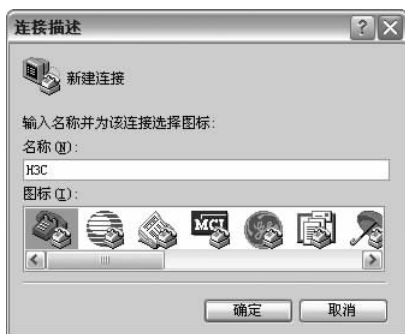 连接描述
新建连接
输入名称并为该连接选择图标:
名称(N):
H3C
图标(I):
MCI
确定
取消